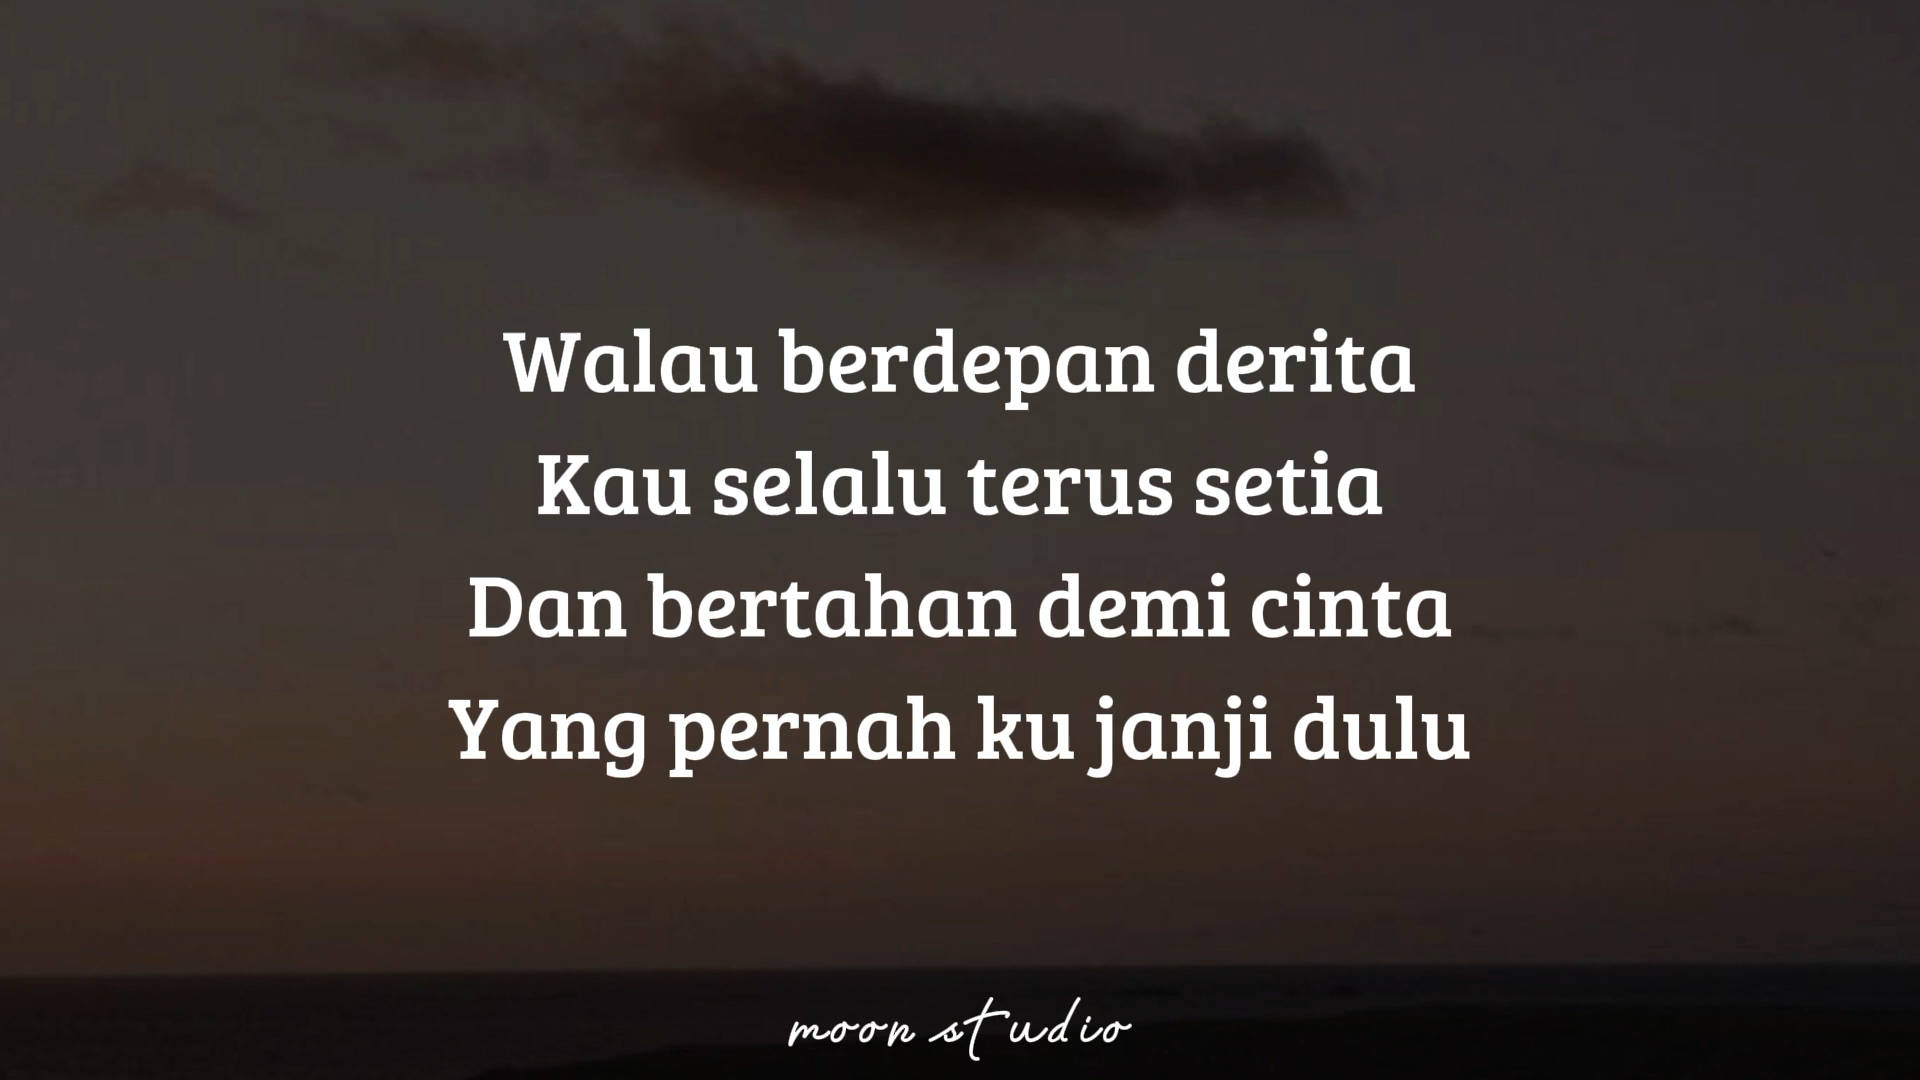 Walau berdepan derita
Kau selalu terus setia
Dan bertahan demi cinta
Yang pernah ku janji dulu
moon studio